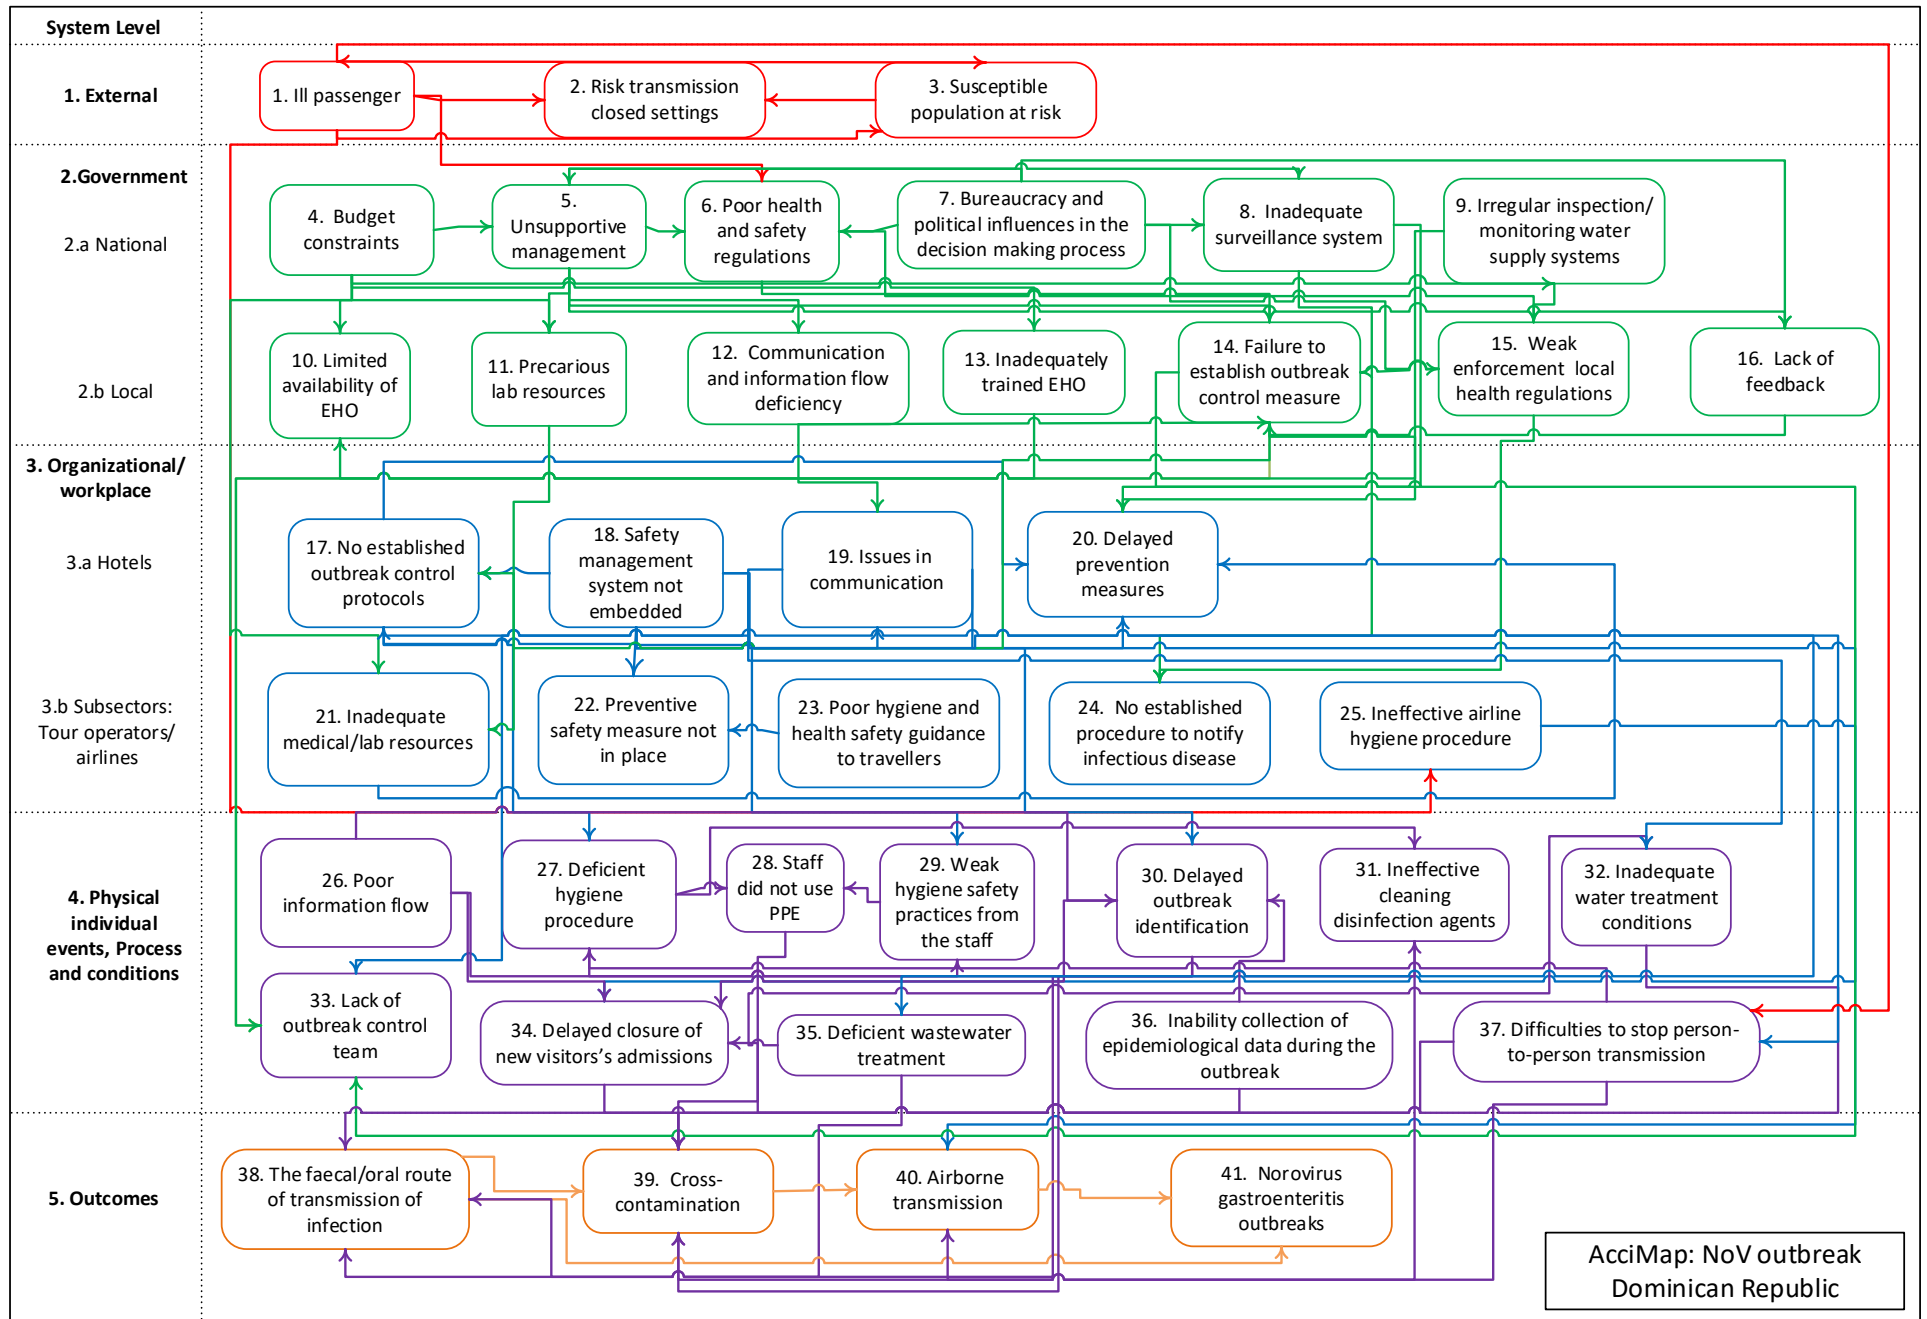 System Level
1. External
1. Ill passenger
2. Risk transmission
closed settings
3. Susceptible
population at risk
2.Government
2.a National
4. Budget
constraints
5.
Unsupportive
management
6. Poor health
and safety
regulations
7. Bureaucracy and
political influences in the
decision making process
8. Inadequate
surveillance system
9. Irregular inspection/
monitoring water
supply systems
2.b Local
10. Limited
availability of
EHO
11. Precarious
lab resources
12. Communication
and information flow
deficiency
13. Inadequately
trained EHO
14. Failure to
establish outbreak
control measure
15. Weak
enforcement local
health regulations
16. Lack of
feedback
3. Organizational/
workplace
3.a Hotels
17. No established
outbreak control
protocols
18. Safety
management
system not
embedded
19. Issues in
communication
20. Delayed
prevention
measures
3.b Subsectors:
Tour operators/
airlines
21. Inadequate
medical/lab resources
22. Preventive
safety measure not
in place
23. Poor hygiene and
health safety guidance
to travellers
24. No established
procedure to notify
infectious disease
25. Ineffective airline
hygiene procedure
4. Physical
individual
events, Process
and conditions
26. Poor
information flow
27. Deficient
hygiene
procedure
28. Staff
did not use
PPE
29. Weak
hygiene safety
practices from
the staff
30. Delayed
outbreak
identification
31. Ineffective
cleaning
disinfection agents
32. Inadequate
water treatment
conditions
33. Lack of
outbreak control
team
34. Delayed closure of
new visitors's admissions
35. Deficient wastewater
treatment
36. Inability collection of
epidemiological data during the
outbreak
37. Difficulties to stop person-
to-person transmission
5. Outcomes
38. The faecal/oral route
of transmission of
infection
39. Cross-
contamination
40. Airborne
transmission
41. Norovirus
gastroenteritis
outbreaks
AcciMap: NoV outbreak
Dominican Republic